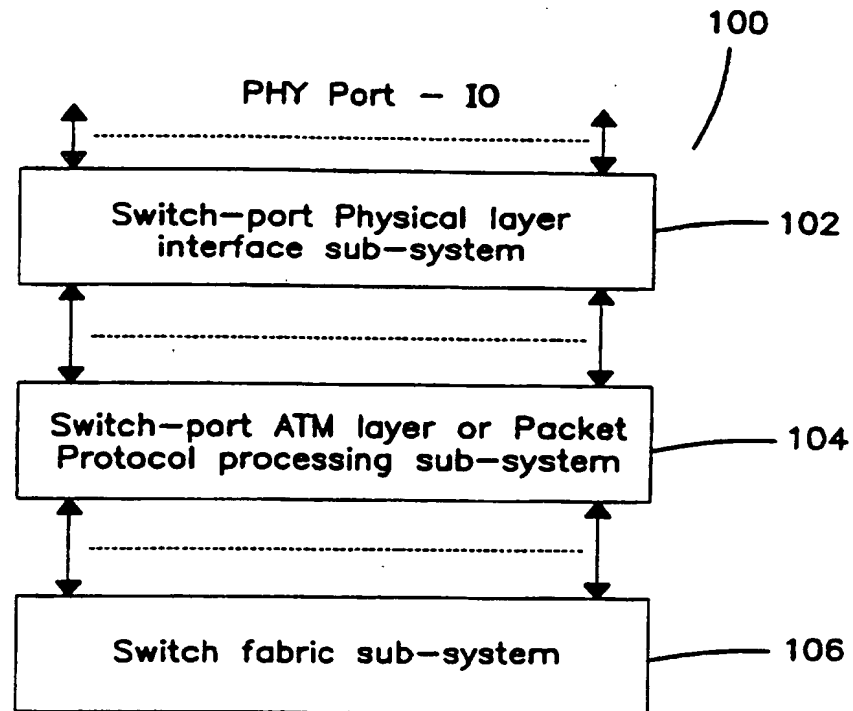 100
PHY Port - IO
Switch-port Physical layer
interface sub-system
102
Switch-port ATM layer or Packet
Protocol processing sub-system
104
Switch fabric sub-system
106